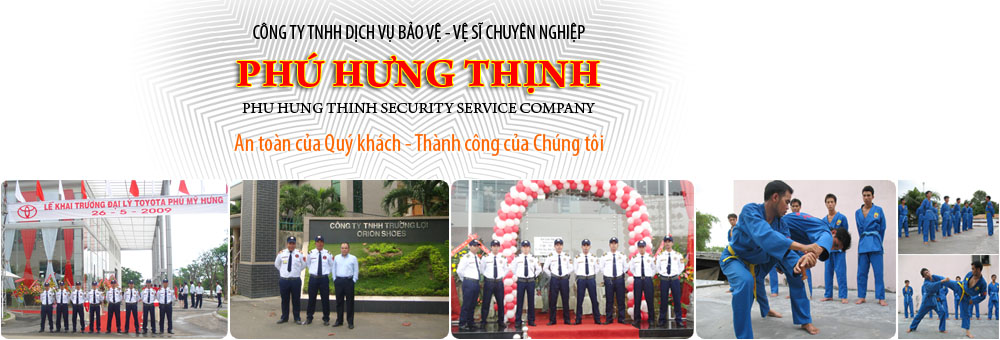 CÔNG TY TNHH DỊCH VỤ BẢO VỆ - VỆ SĨ CHUYÊN NGHIỆP
PHÚ HƯNG THỊNH
PHU HUNG THINH SECURITY SERVICE COMPANY
An toàn của Quý khách - Thành công của Chúng tôi
LỄ KHAI TRƯƠNG ĐẠI LÝ TOYOTA PHÚ MỸ HƯNG
26 - 5 - 2009
CÔNG TY TNHH TRƯỜNG LỢI
ORION SHOES